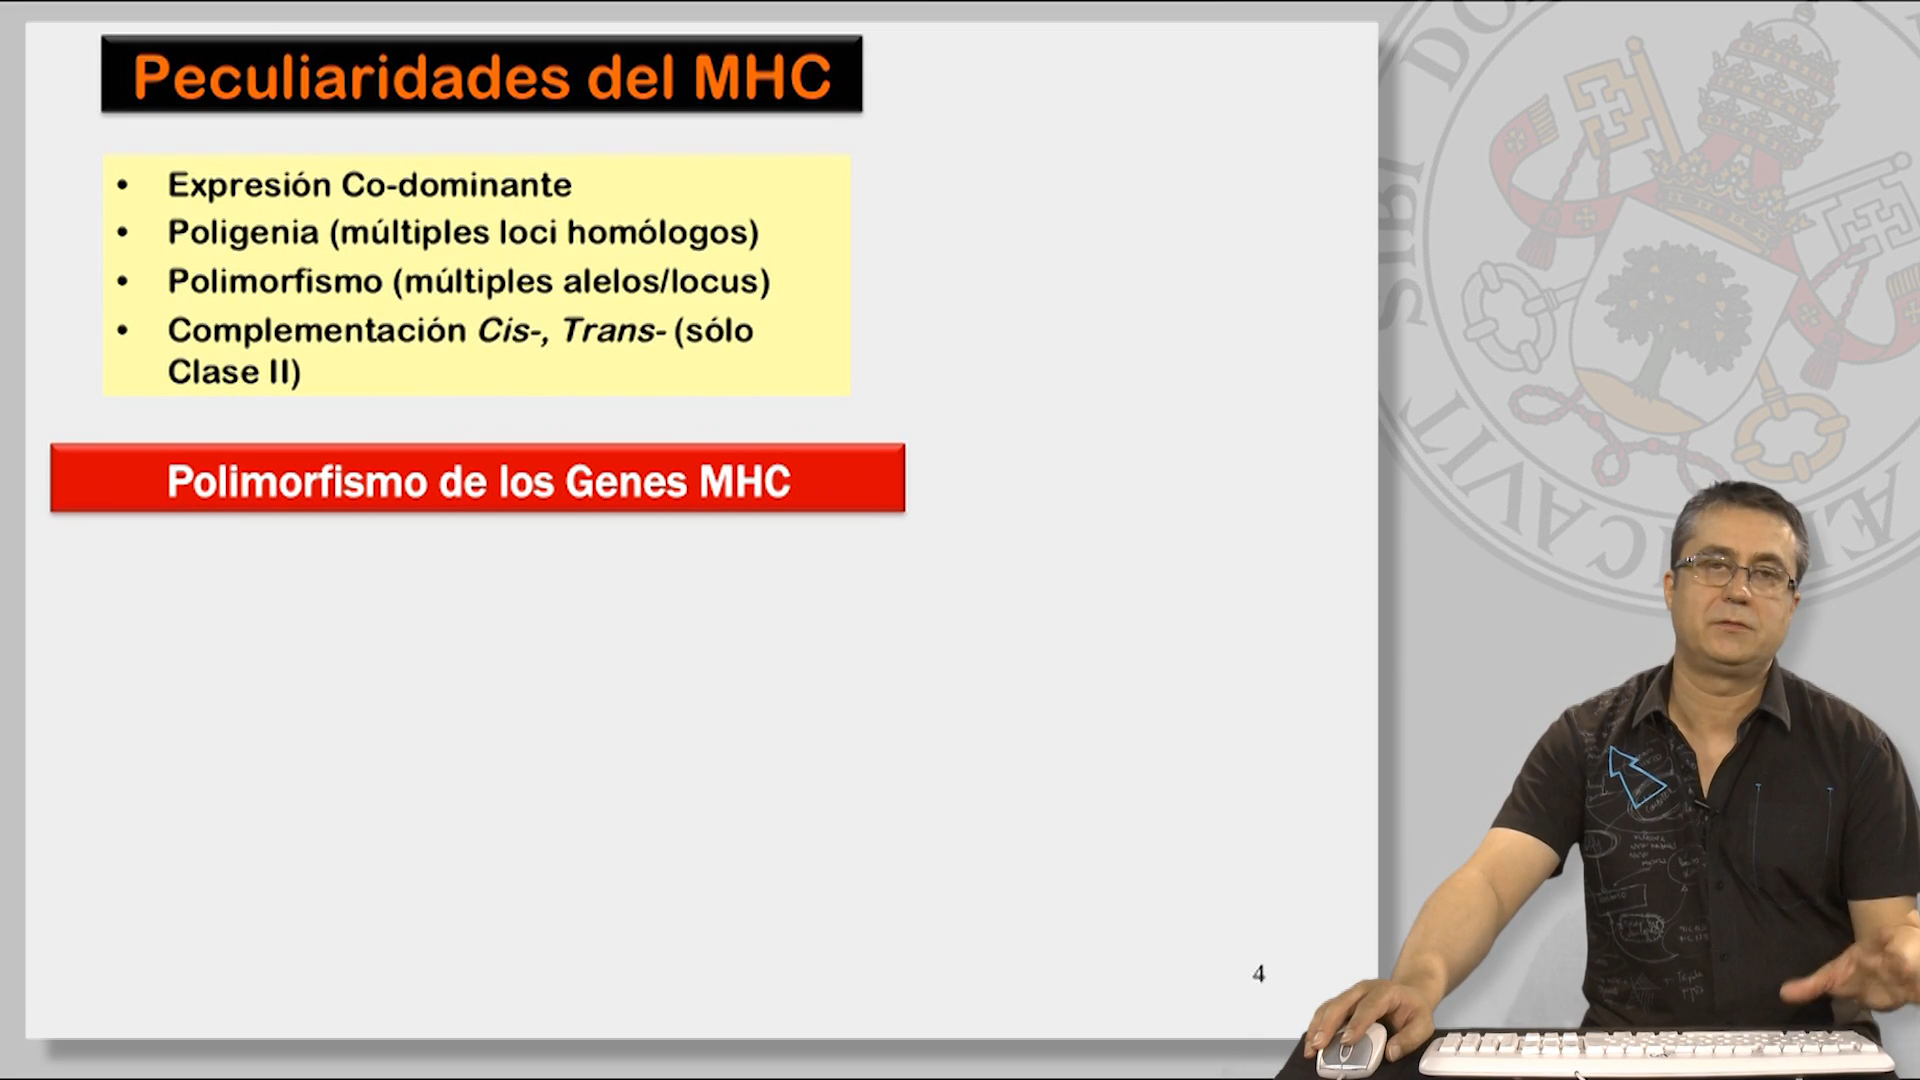 Peculiaridades del MHC
• Expresión Co-dominante
• Poligenia (múltiples loci homólogos)
• Polimorfismo (múltiples alelos/locus)
• Complementación Cis-, Trans- (sólo
Clase II)
Polimorfismo de los Genes MHC
4